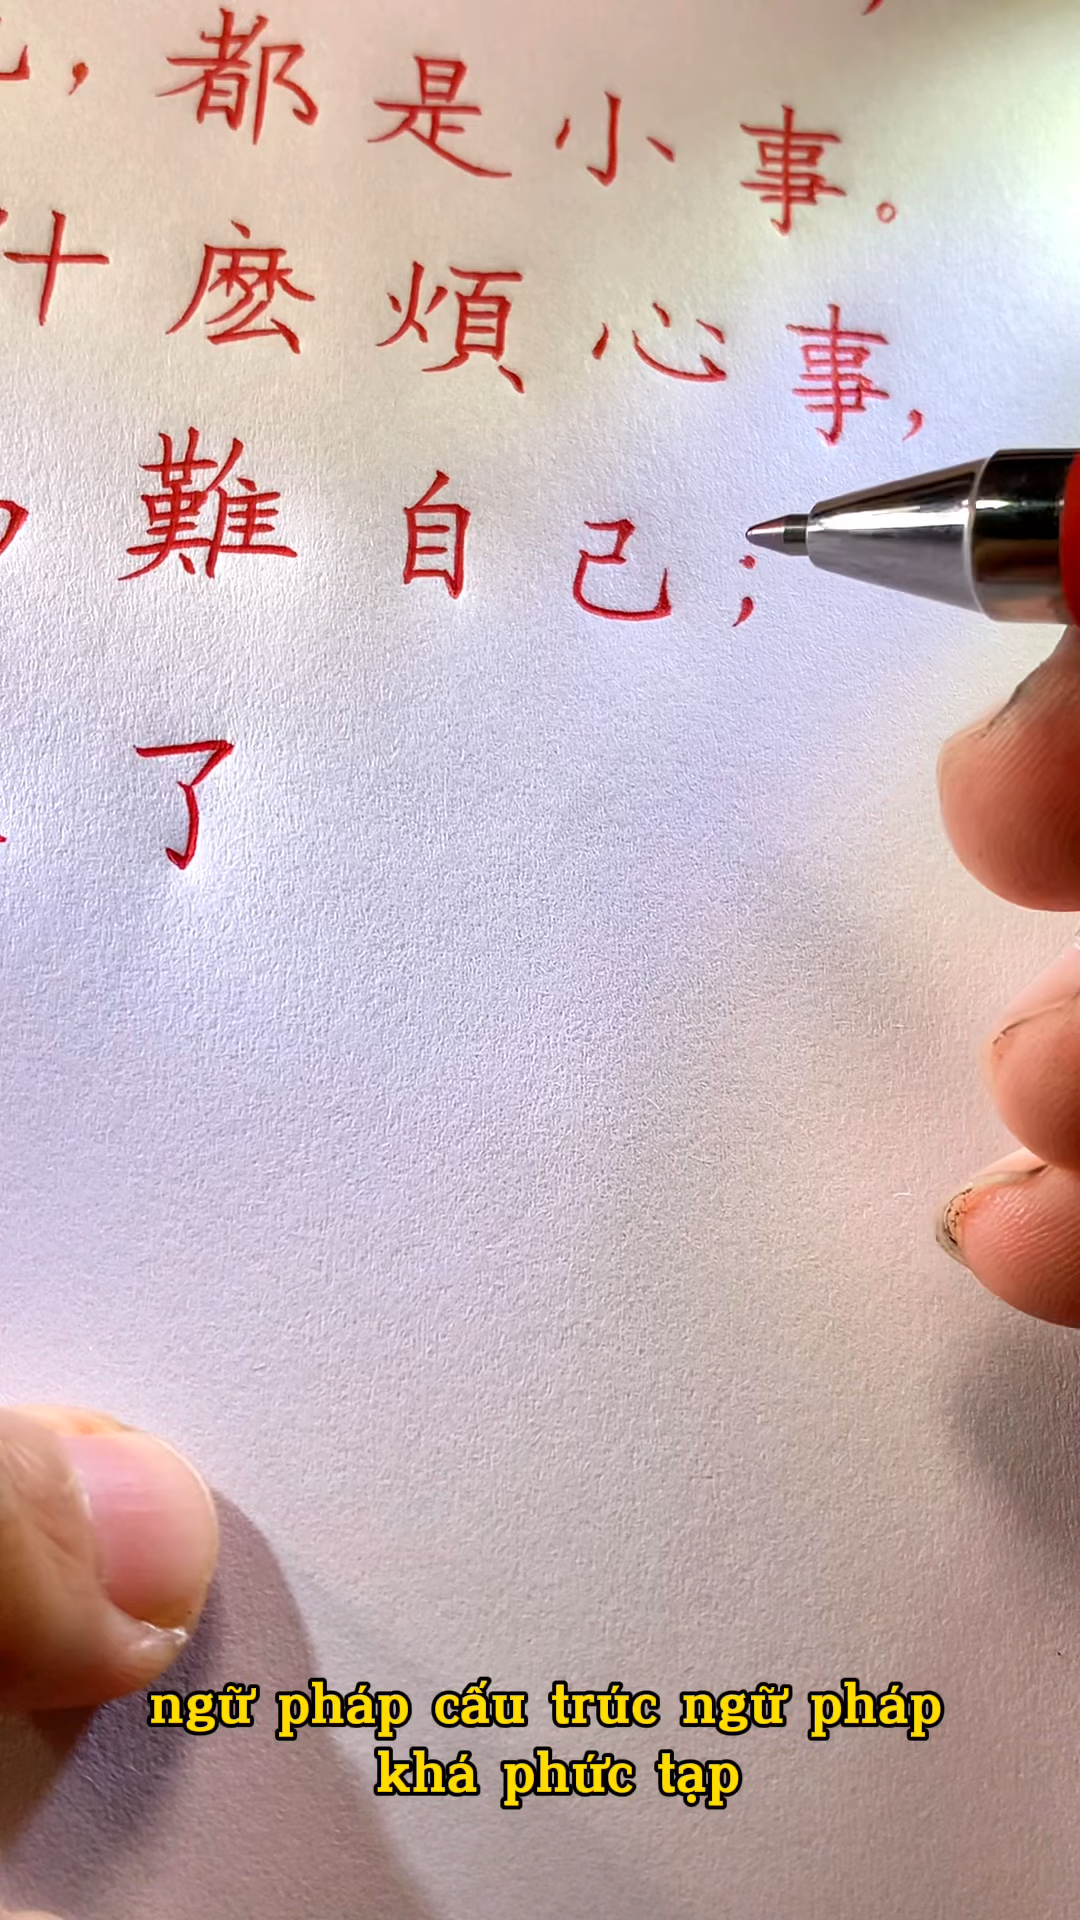 ，都是小事。
什麼煩心事，
難自己；
了
ngữ pháp cấu trúc ngữ pháp
khá phức tạp